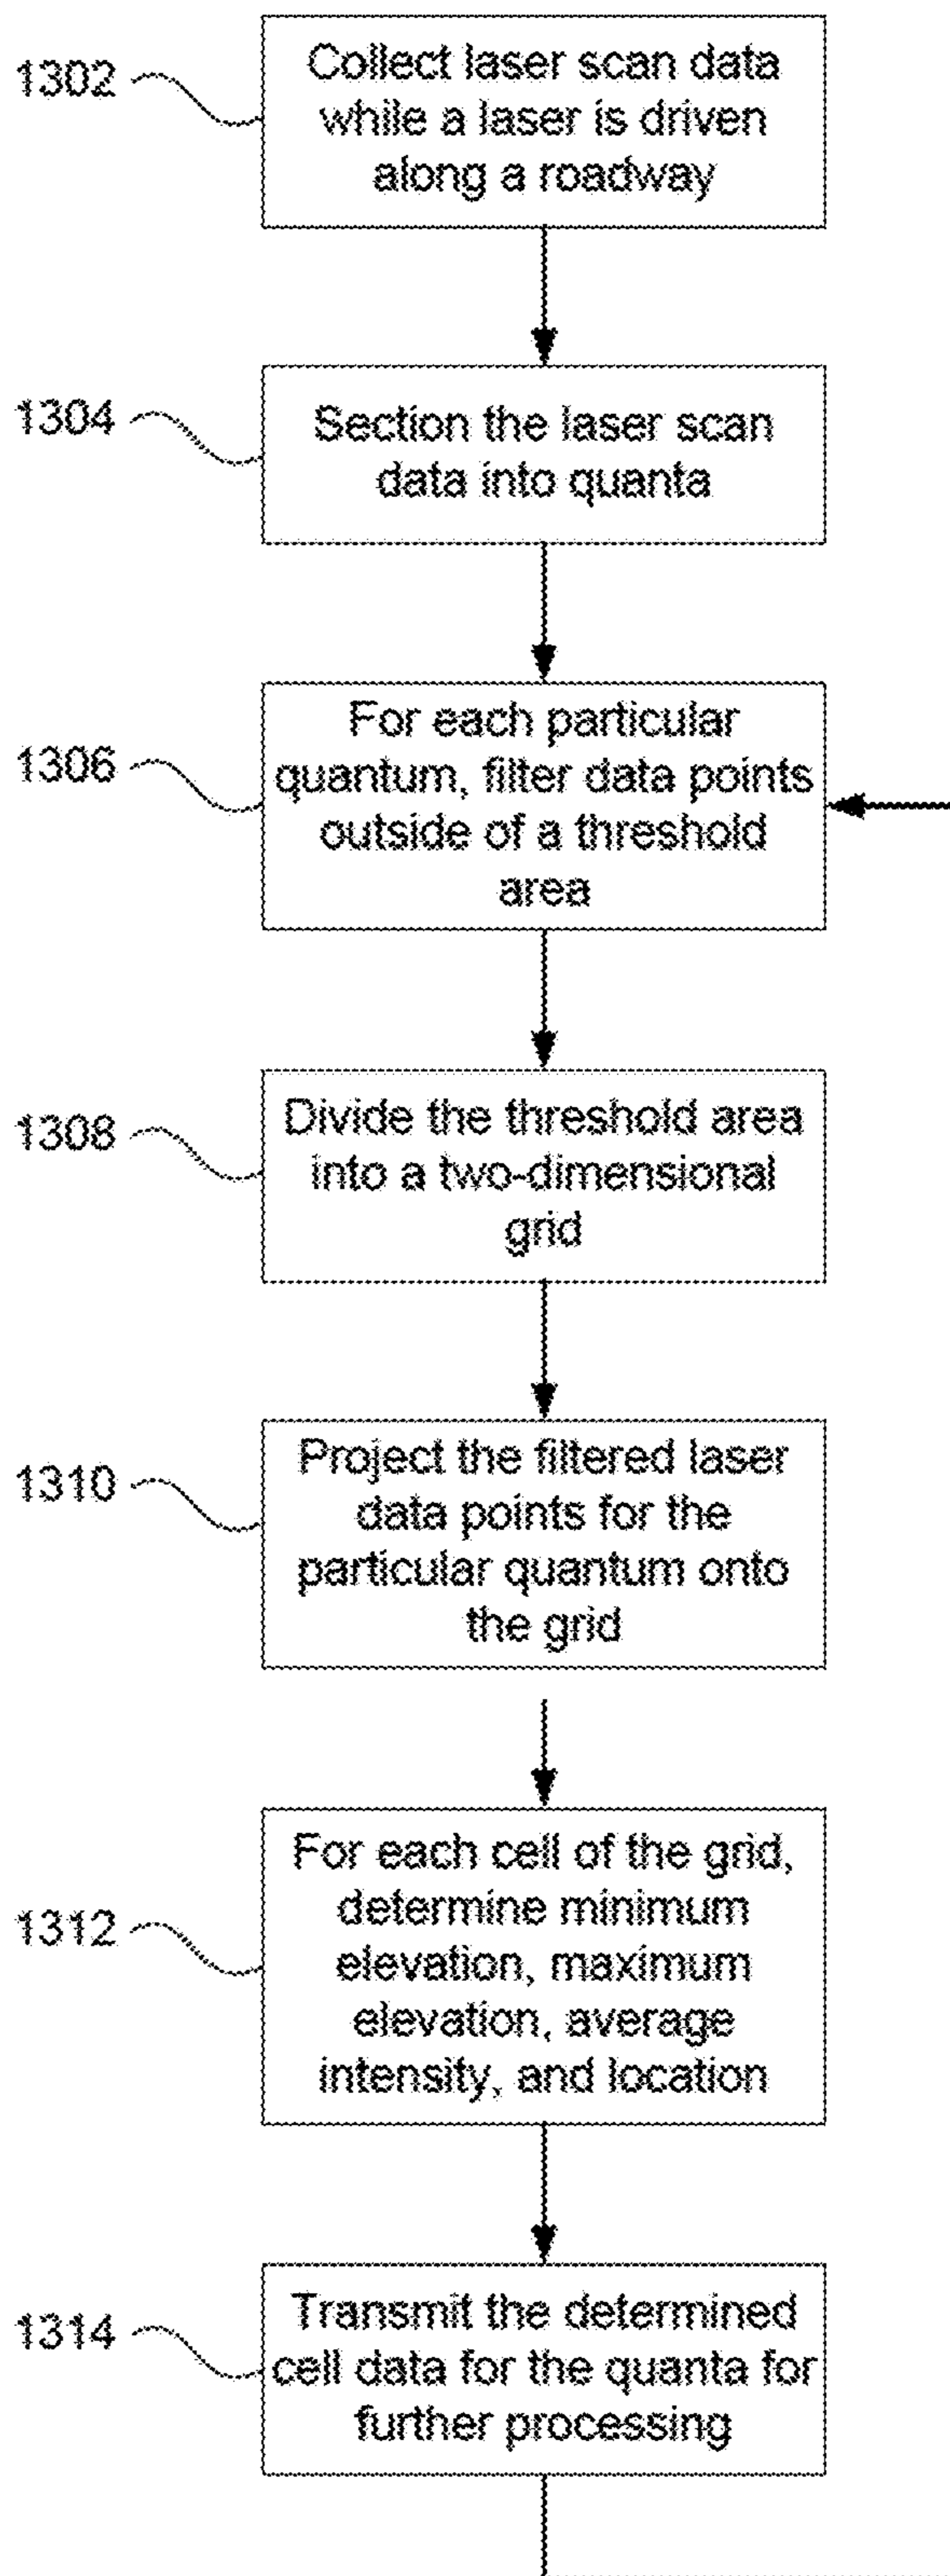 1302
Collect laser scan data
while a laser is driven
along a roadway
1304
Section the laser scan
data into quanta
1306
For each particular
quantum, filter data points
outside of a threshold
area
1308
Divide the threshold area
into a two-dimensional
grid
1310
Project the filtered laser
data points for the
particular quantum onto
the grid
1312
For each cell of the grid,
determine minimum
elevation, maximum
elevation, average
intensity, and location
1314
Transmit the determined
cell data for the quanta for
further processing